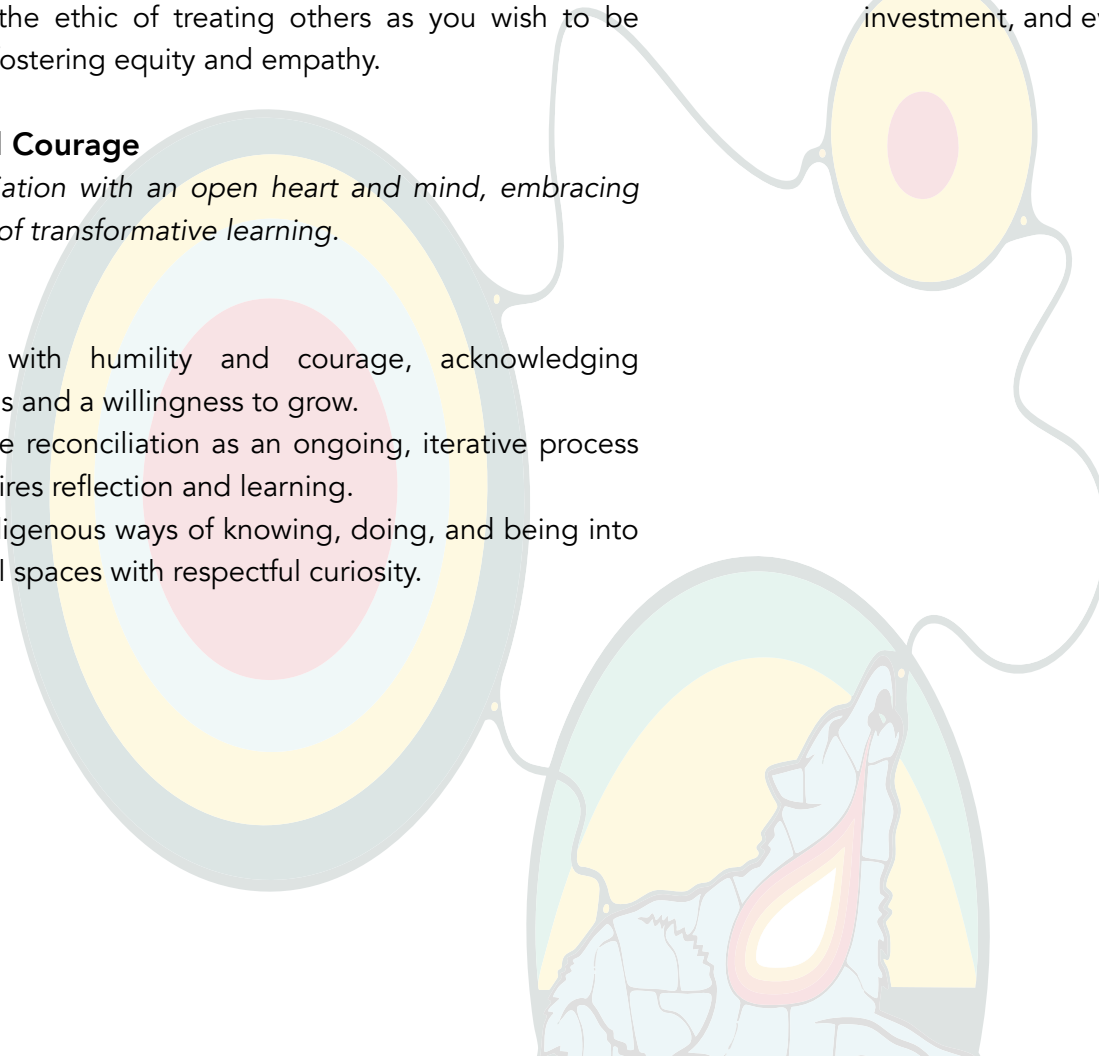 the ethic of treating others as you wish to be
ostering equity and empathy.
Courage
iation with an open heart and mind, embracing
of transformative learning.
with humility and courage, acknowledging
s and a willingness to grow.
e reconciliation as an ongoing, iterative process
ires reflection and learning.
ligenous ways of knowing, doing, and being into
l spaces with respectful curiosity.
investment, and ev